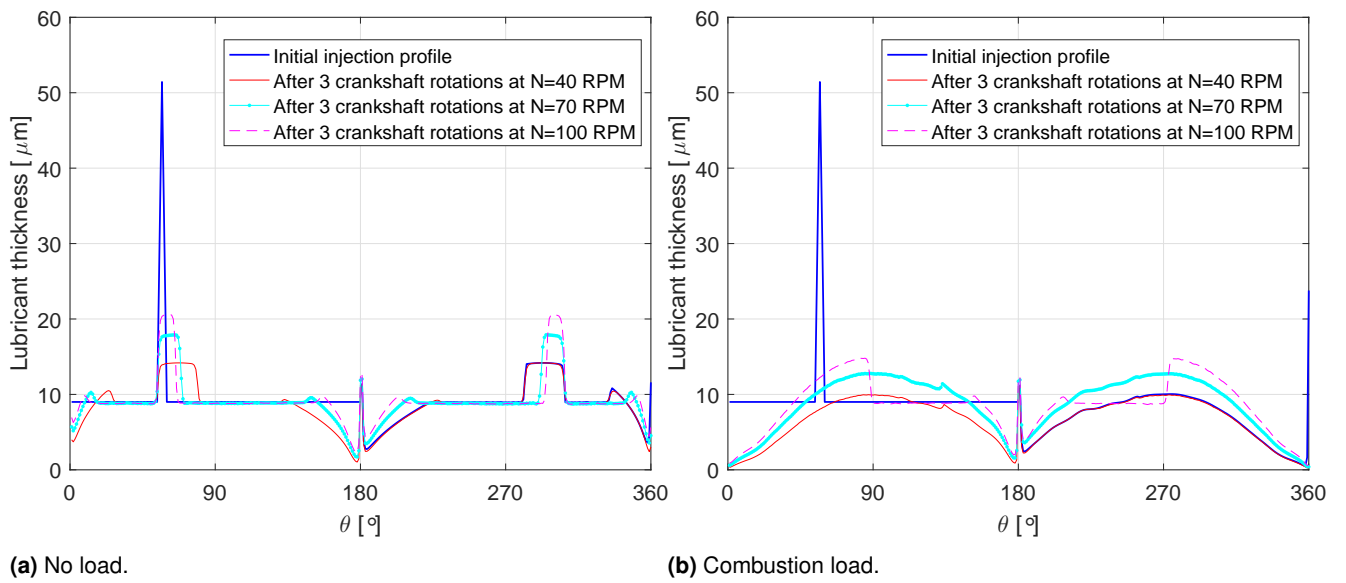 60
50
40
30
20
10
0
Lubricant thickness [ μm]
0 90 180 270 360
θ [°]
Initial injection profile
After 3 crankshaft rotations at N=40 RPM
After 3 crankshaft rotations at N=70 RPM
After 3 crankshaft rotations at N=100 RPM
(a) No load.
60
50
40
30
20
10
0
Lubricant thickness [ μm]
0 90 180 270 360
θ [°]
Initial injection profile
After 3 crankshaft rotations at N=40 RPM
After 3 crankshaft rotations at N=70 RPM
After 3 crankshaft rotations at N=100 RPM
(b) Combustion load.